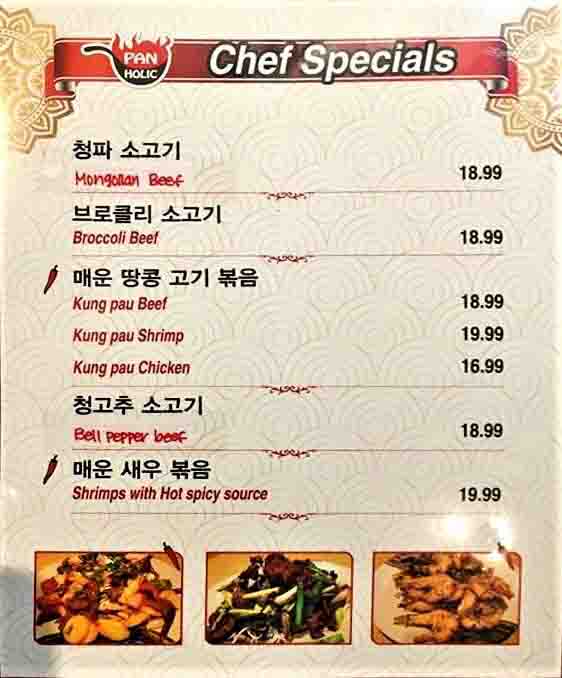 PAN
HOLIC
Chef Specials
청파 소고기
Mongolian Beef 18.99
브로콜리 소고기
Broccoli Beef 18.99
매운 땅콩 고기 볶음
Kung pau Beef 18.99
Kung pau Shrimp 19.99
Kung pau Chicken 16.99
청고추 소고기
Bell pepper beef 18.99
매운 새우 볶음
Shrimps with Hot spicy source 19.99